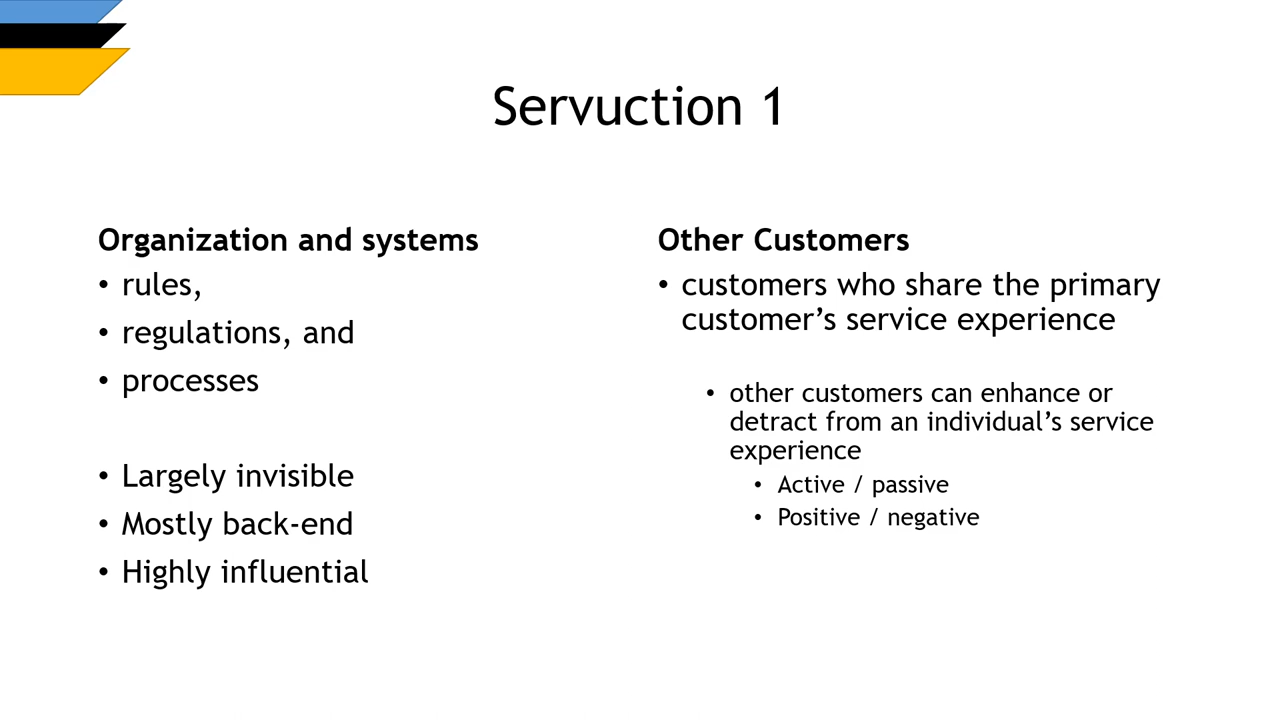 Servuction 1
Organization and systems
• rules,
• regulations, and
• processes
• Largely invisible
• Mostly back-end
• Highly influential
Other Customers
• customers who share the primary
customer’s service experience
• other customers can enhance or
detract from an individual’s service
experience
• Active / passive
• Positive / negative